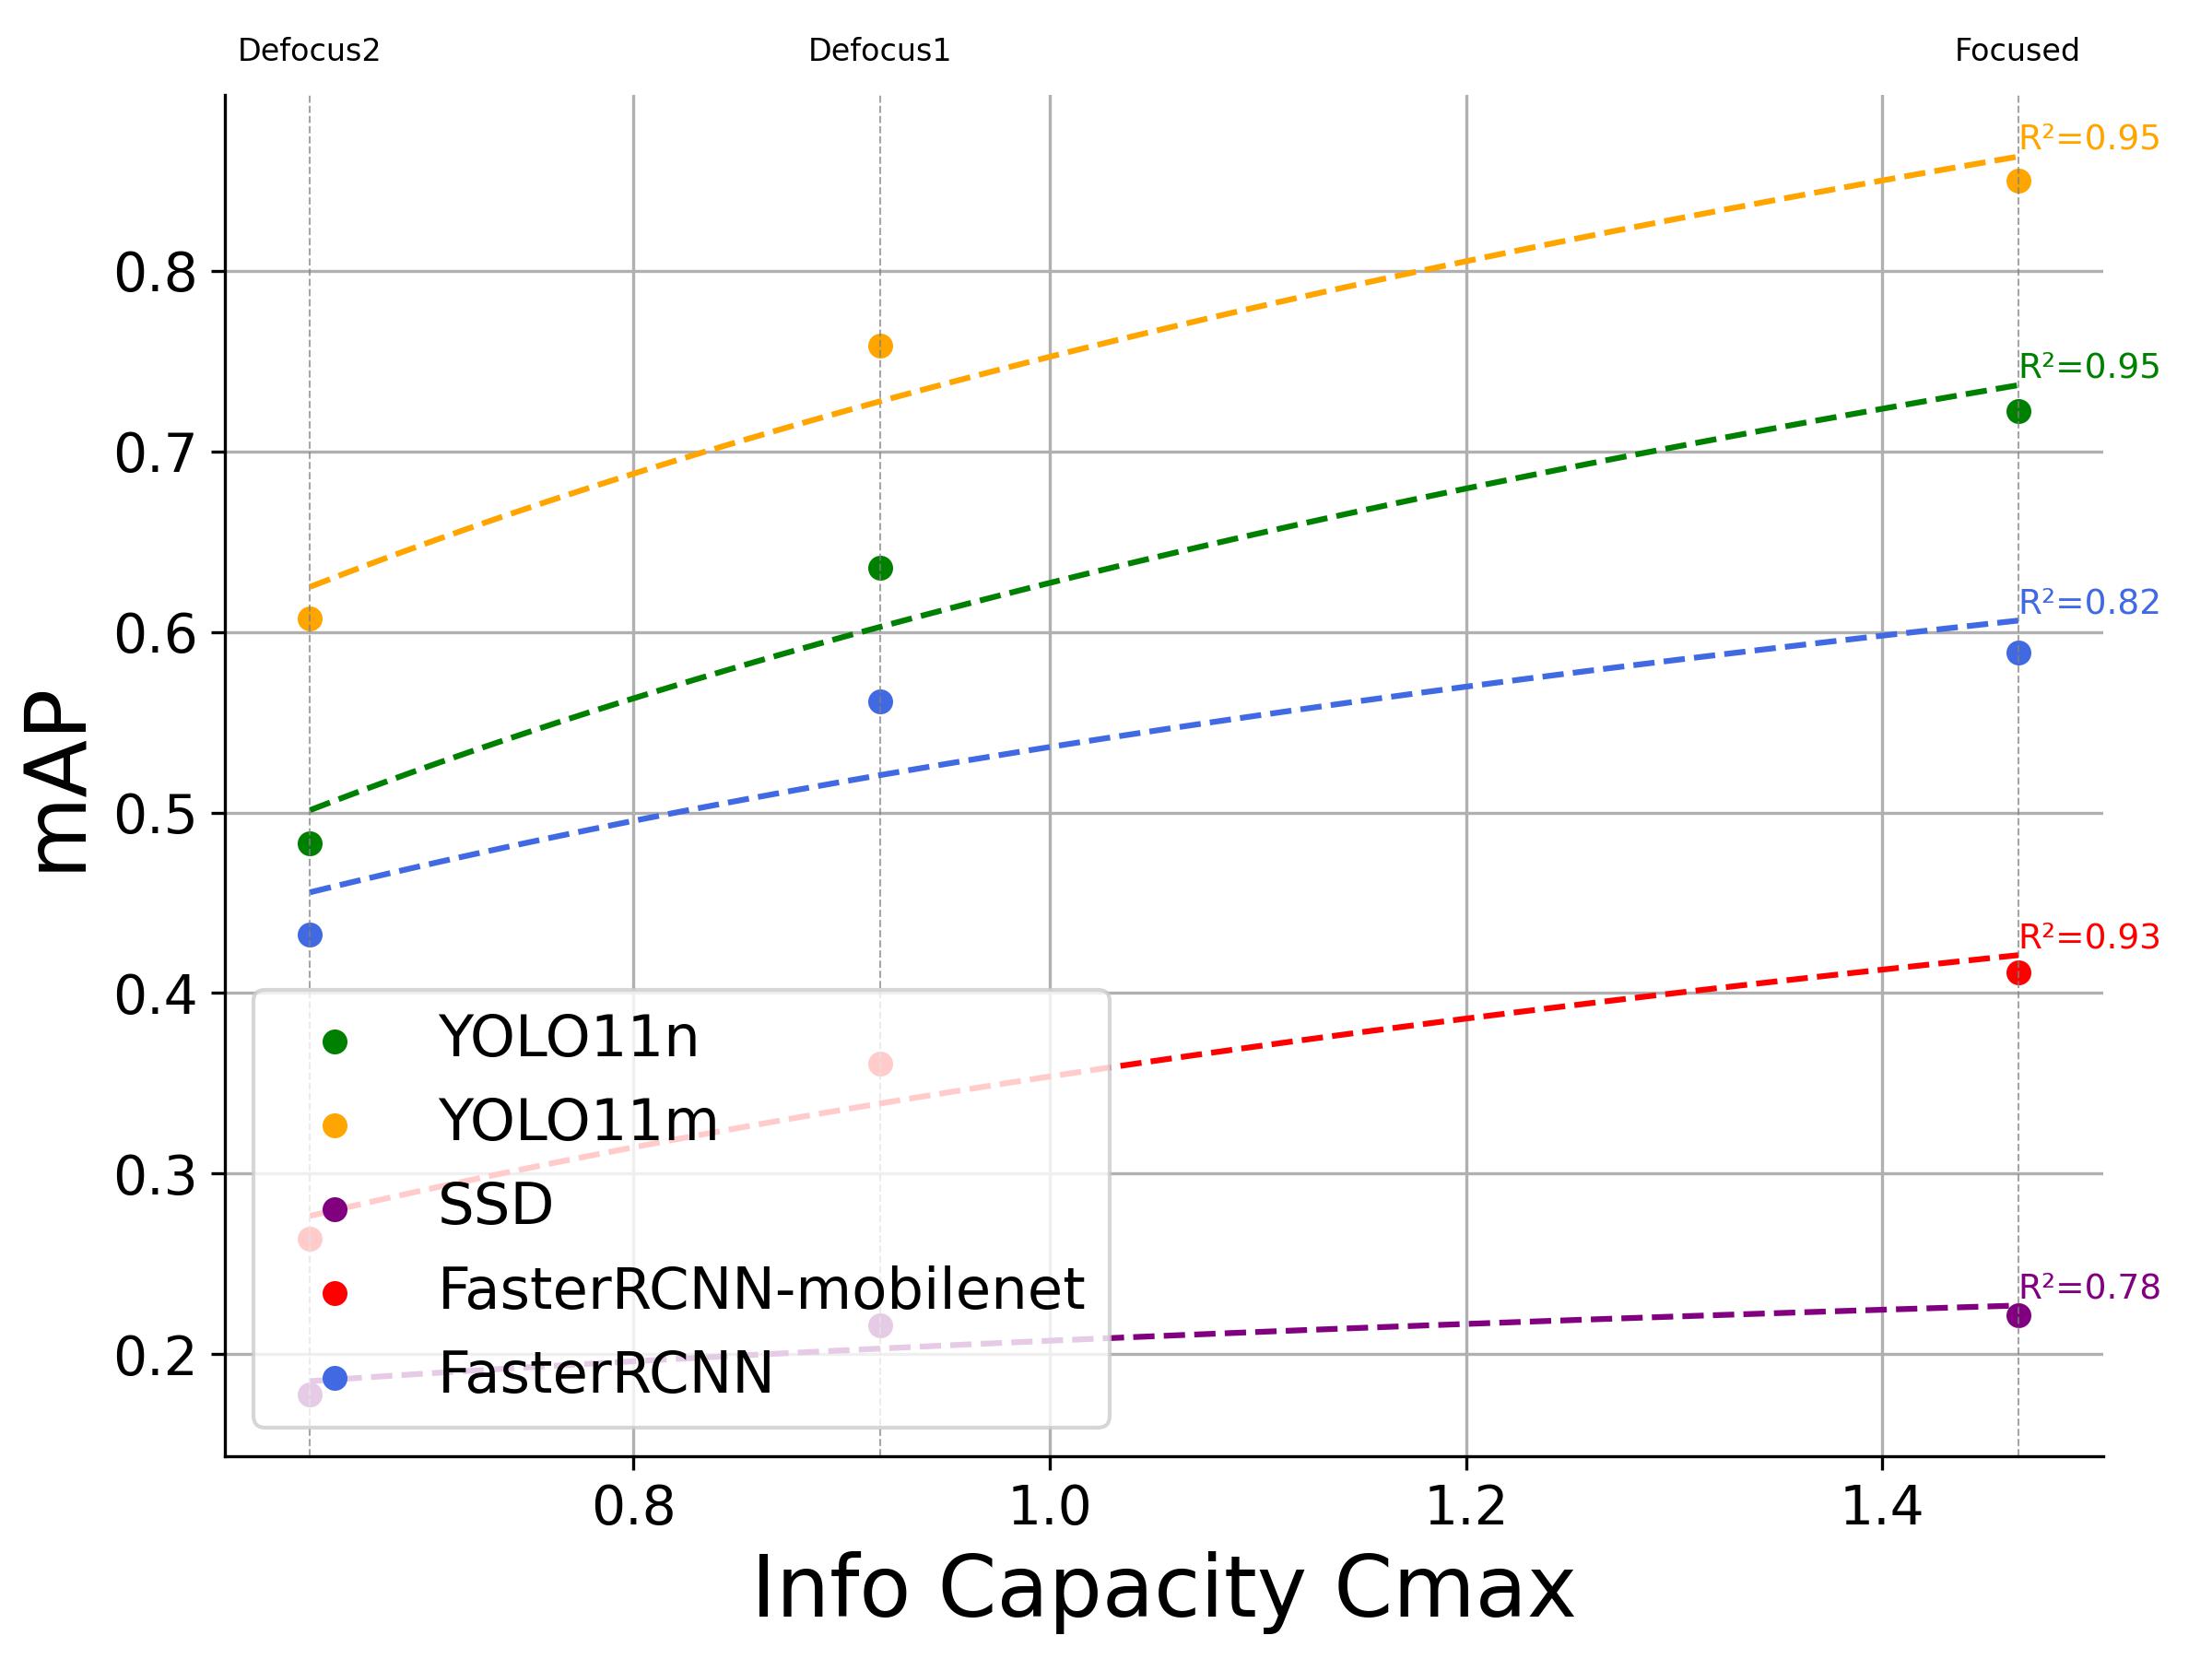 Defocus2
Defocus1
Focused
R²=0.95
0.8
R²=0.95
0.7
R²=0.82
0.6
mAP
0.5
R²=0.93
0.4
YOLO11n
YOLO11m
0.3
SSD
FasterRCNN-mobilenet
R²=0.78
0.2
FasterRCNN
0.8
1.0
1.2
1.4
Info Capacity Cmax